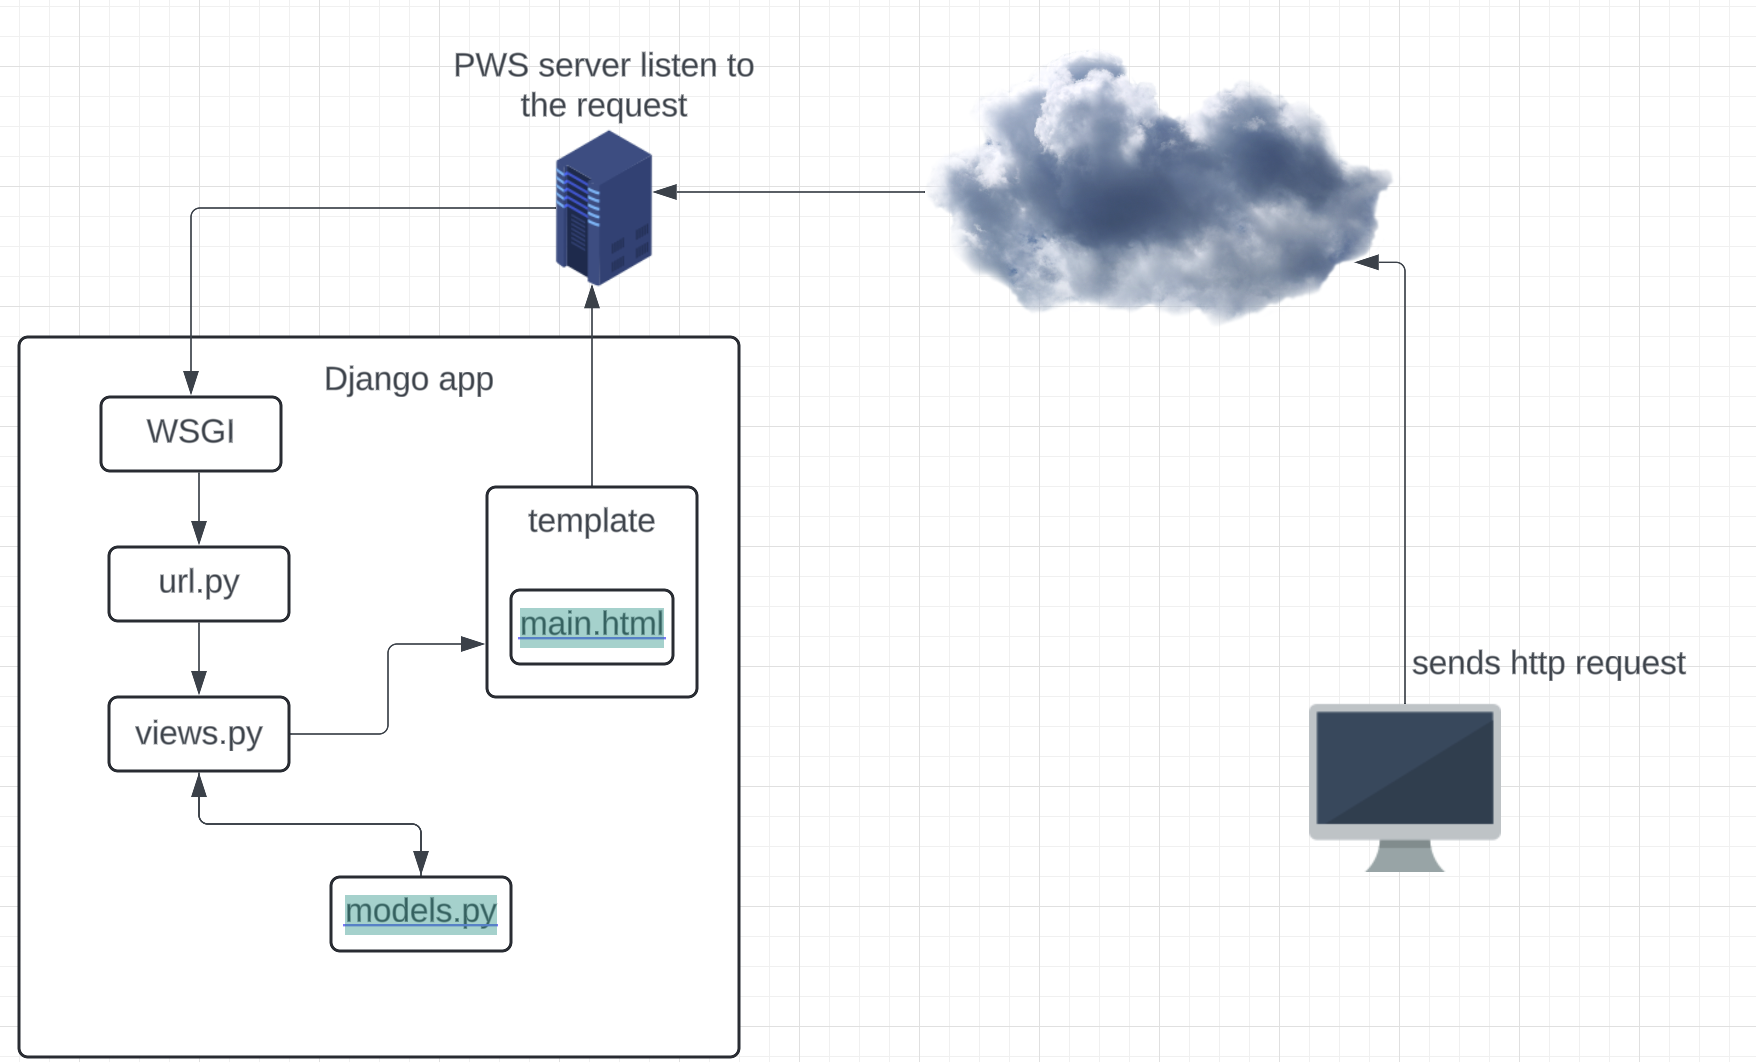 PWS server listen to
the request
Django app
WSGI
template
url.py
main.html
sends http request
views.py
models.py